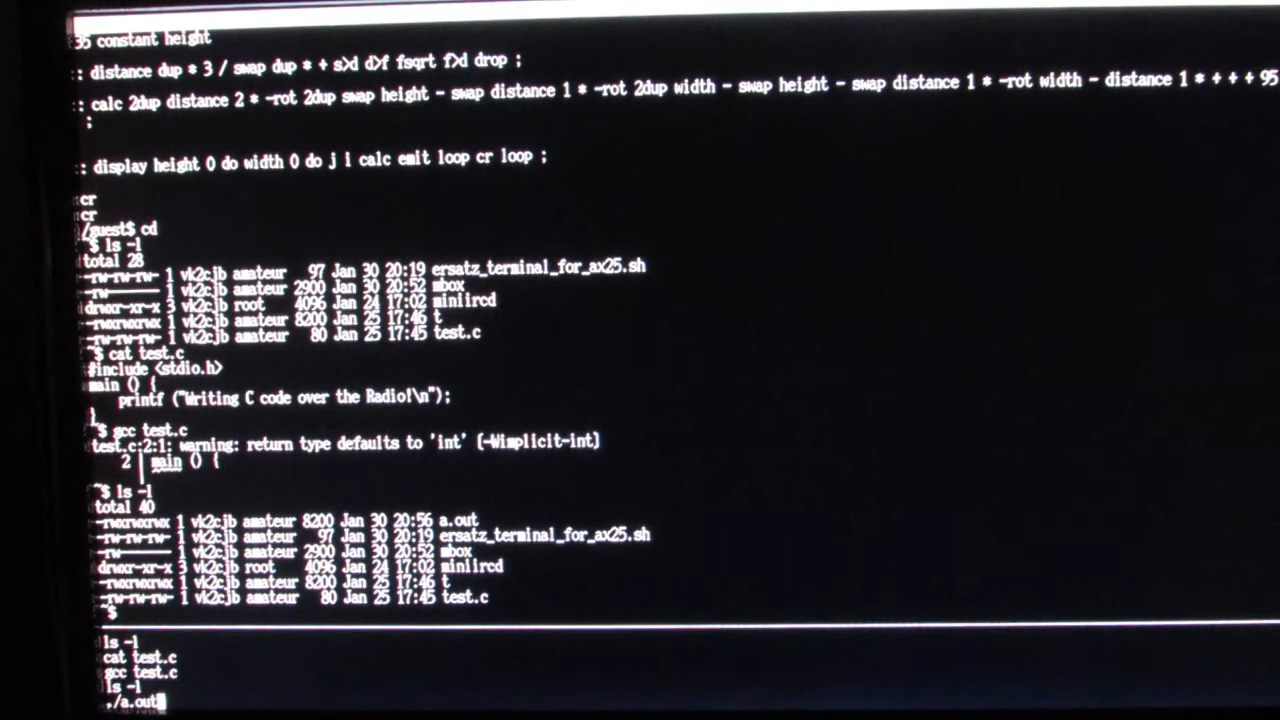 35 constant height
: distance dup * 3 / swap dup * + s>d d>f fsqrt f>d drop ;
: calc 2dup distance 2 * -rot 2dup swap height - swap distance 1 * -rot 2dup width - swap height - swap distance 1 * -rot width - distance 1 * + + + 95
;
: display height 0 do width 0 do j i calc emit loop cr loop ;
cr
cr
/guest$ cd
~$ ls -l
total 28
-rw-rw-rw- 1 vk2cjb amateur 97 Jan 30 20:19 ersatz_terminal_for_ax25.sh
-rw------- 1 vk2cjb amateur 2900 Jan 30 20:52 mbox
drwxr-xr-x 3 vk2cjb root 4096 Jan 24 17:02 miniircd
-rwxrwxrwx 1 vk2cjb amateur 8200 Jan 25 17:46 t
-rw-rw-rw- 1 vk2cjb amateur 80 Jan 25 17:45 test.c
~$ cat test.c
#include <stdio.h>
main () {
printf ("Writing C code over the Radio!\n");
}
~$ gcc test.c
test.c:2:1: warning: return type defaults to 'int' [-Wimplicit-int]
2 | main () {
|
~$ ls -l
total 40
-rwxrwxrwx 1 vk2cjb amateur 8200 Jan 30 20:56 a.out
-rw-rw-rw- 1 vk2cjb amateur 97 Jan 30 20:19 ersatz_terminal_for_ax25.sh
-rw------- 1 vk2cjb amateur 2900 Jan 30 20:52 mbox
drwxr-xr-x 3 vk2cjb root 4096 Jan 24 17:02 miniircd
-rwxrwxrwx 1 vk2cjb amateur 8200 Jan 25 17:46 t
-rw-rw-rw- 1 vk2cjb amateur 80 Jan 25 17:45 test.c
~$
ls -l
cat test.c
gcc test.c
ls -l
./a.out